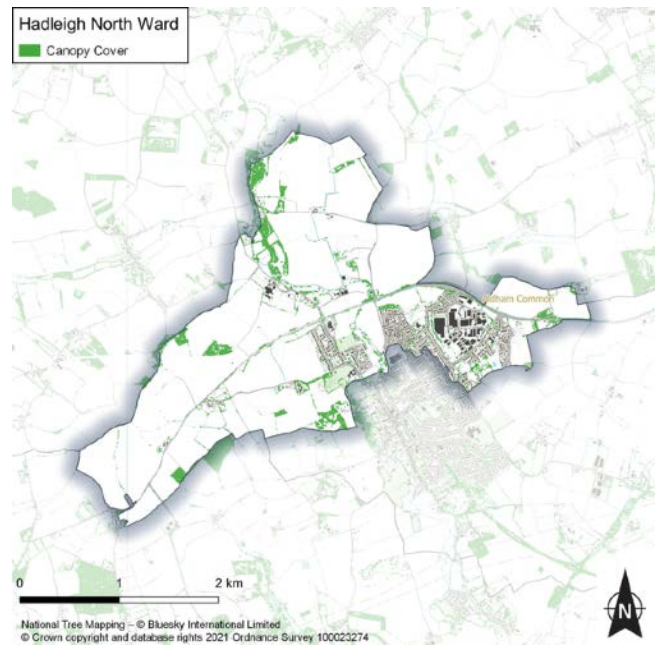 Hadleigh North Ward
Canopy Cover
Aldham Common
0 1 2 km
N
National Tree Mapping – © Bluesky International Limited
© Crown copyright and database rights 2021 Ordnance Survey 100023274